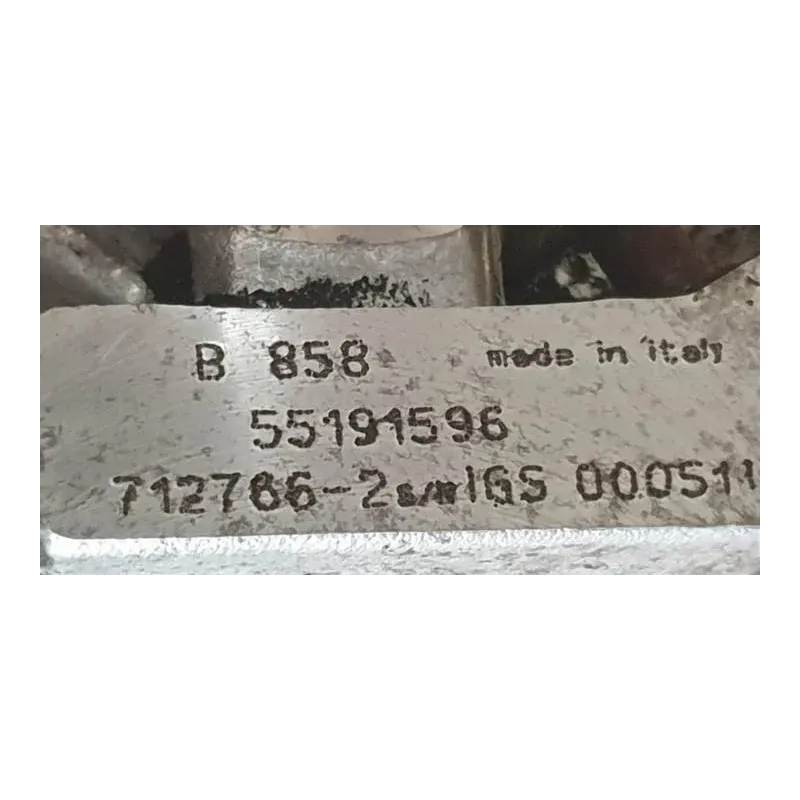 B 858 made in italy
55191596
712766-2 s/n IGS 000511